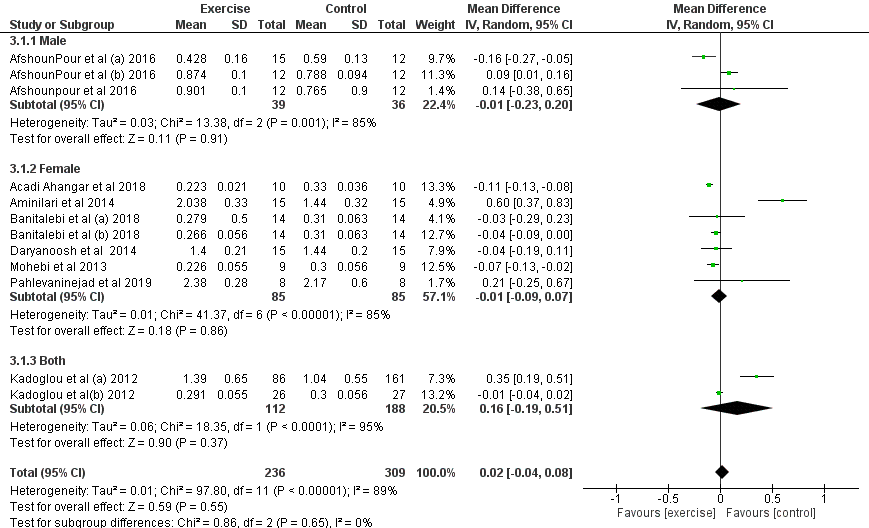 Exercise Control Mean Difference Mean Difference
Study or Subgroup Mean SD Total Mean SD Total Weight IV, Random, 95% CI IV, Random, 95% CI
3.1.1 Male
AfshounPour et al (a) 2016 0.428 0.16 15 0.59 0.13 12 9.7% -0.16 [-0.27, -0.05]
AfshounPour et al (b) 2016 0.874 0.1 12 0.788 0.094 12 11.3% 0.09 [0.01, 0.16]
Afshounpour et al 2016 0.901 0.1 12 0.765 0.9 12 1.4% 0.14 [-0.38, 0.65]
Subtotal (95% CI) 39 36 22.4% -0.01 [-0.23, 0.20]
Heterogeneity: Tau² = 0.03; Chi² = 13.38, df = 2 (P = 0.001); I² = 85%
Test for overall effect: Z = 0.11 (P = 0.91)
3.1.2 Female
Acadi Ahangar et al 2018 0.223 0.021 10 0.33 0.036 10 13.3% -0.11 [-0.13, -0.08]
Aminilari et al 2014 2.038 0.33 15 1.44 0.32 15 4.9% 0.60 [0.37, 0.83]
Banitalebi et al (a) 2018 0.279 0.5 14 0.31 0.063 14 4.1% -0.03 [-0.29, 0.23]
Banitalebi et al (b) 2018 0.266 0.056 14 0.31 0.063 14 12.7% -0.04 [-0.09, 0.00]
Daryanoosh et al 2014 1.4 0.21 15 1.44 0.2 15 7.9% -0.04 [-0.19, 0.11]
Mohebi et al 2013 0.226 0.055 9 0.3 0.056 9 12.5% -0.07 [-0.13, -0.02]
Pahlevaninejad et al 2019 2.38 0.28 8 2.17 0.6 8 1.7% 0.21 [-0.25, 0.67]
Subtotal (95% CI) 85 85 57.1% -0.01 [-0.09, 0.07]
Heterogeneity: Tau² = 0.01; Chi² = 41.37, df = 6 (P < 0.00001); I² = 85%
Test for overall effect: Z = 0.18 (P = 0.86)
3.1.3 Both
Kadoglou et al (a) 2012 1.39 0.65 86 1.04 0.55 161 7.3% 0.35 [0.19, 0.51]
Kadoglou et al(b) 2012 0.291 0.055 26 0.3 0.056 27 13.2% -0.01 [-0.04, 0.02]
Subtotal (95% CI) 112 188 20.5% 0.16 [-0.19, 0.51]
Heterogeneity: Tau² = 0.06; Chi² = 18.35, df = 1 (P < 0.0001); I² = 95%
Test for overall effect: Z = 0.90 (P = 0.37)
Total (95% CI) 236 309 100.0% 0.02 [-0.04, 0.08]
Heterogeneity: Tau² = 0.01; Chi² = 97.80, df = 11 (P < 0.00001); I² = 89%
Test for overall effect: Z = 0.59 (P = 0.55)
Test for subgroup differences: Chi² = 0.86, df = 2 (P = 0.65), I² = 0%
-1 -0.5 0 0.5 1
Favours [exercise] Favours [control]